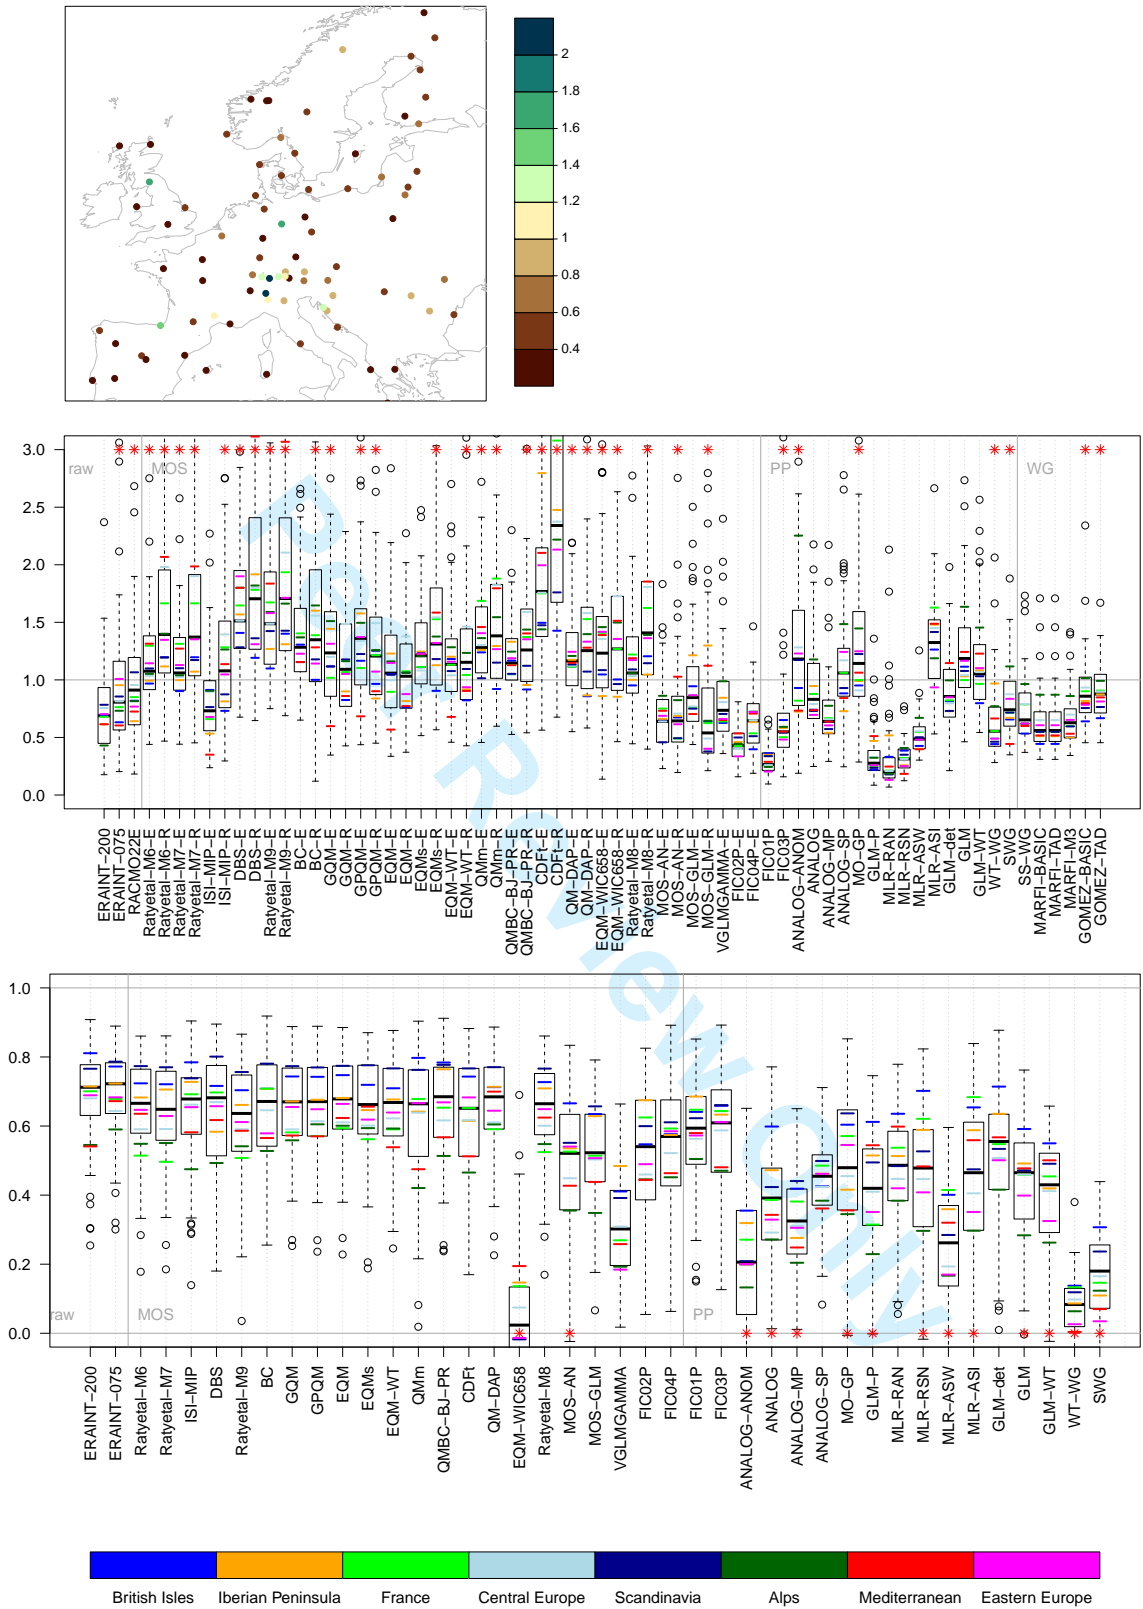 2
1.8
1.6
1.4
1.2
1
0.8
0.6
0.4
3.0
2.5
2.0
1.5
1.0
0.5
0.0
raw
MOS
PP
WG
ERAINT−200
ERAINT−075
RACMO22E
Ratyetal−M6−E
Ratyetal−M6−R
Ratyetal−M7−E
Ratyetal−M7−R
ISI−MIP−E
ISI−MIP−R
DBS−E
DBS−R
Ratyetal−M9−E
Ratyetal−M9−R
BC−E
BC−R
GQM−E
GQM−R
GPQM−E
GPQM−R
EQM−E
EQM−R
EQMs−E
EQMs−R
EQM−WT−E
EQM−WT−R
QMm−E
QMm−R
QMBC−BJ−PR−E
QMBC−BJ−PR−R
CDFt−E
CDFt−R
QM−DAP−E
QM−DAP−R
EQM−WIC658−E
EQM−WIC658−R
Ratyetal−M8−E
Ratyetal−M8−R
MOS−AN−E
MOS−AN−R
MOS−GLM−E
MOS−GLM−R
VGLMGAMMA−E
FIC02P−E
FIC04P−E
FIC01P
FIC03P
ANALOG−ANOM
ANALOG
ANALOG−MP
ANALOG−SP
MO−GP
GLM−P
MLR−RAN
MLR−RSN
MLR−ASW
MLR−ASI
GLM−det
GLM
GLM−WT
WT−WG
SWG
SS−WG
MARFI−BASIC
MARFI−TAD
MARFI−M3
GOMEZ−BASIC
GOMEZ−TAD
1.0
0.8
0.6
0.4
0.2
0.0
raw
MOS
PP
ERAINT−200
ERAINT−075
Ratyetal−M6
Ratyetal−M7
ISI−MIP
DBS
Ratyetal−M9
BC
GQM
GPQM
EQM
EQMs
EQM−WT
QMm
QMBC−BJ−PR
CDFt
QM−DAP
EQM−WIC658
Ratyetal−M8
MOS−AN
MOS−GLM
VGLMGAMMA
FIC02P
FIC04P
FIC01P
FIC03P
ANALOG−ANOM
ANALOG
ANALOG−MP
ANALOG−SP
MO−GP
GLM−P
MLR−RAN
MLR−RSN
MLR−ASW
MLR−ASI
GLM−det
GLM
GLM−WT
WT−WG
SWG
Peer Review Only
British Isles
Iberian Peninsula
France
Central Europe
Scandinavia
Alps
Mediterranean
Eastern Europe